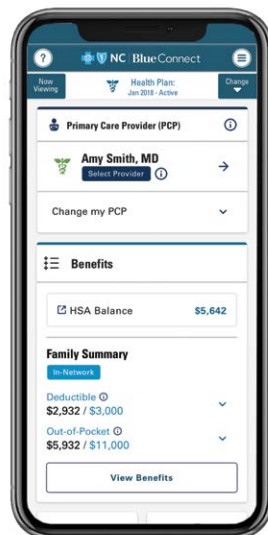 ?
NC | Blue Connect
Now Viewing
Health Plan:
Jan 2018 - Active
Change
Primary Care Provider (PCP)
Amy Smith, MD
Select Provider
Change my PCP
Benefits
HSA Balance $5,642
Family Summary
In-Network
Deductible
$2,932 / $3,000
Out-of-Pocket
$5,932 / $11,000
View Benefits